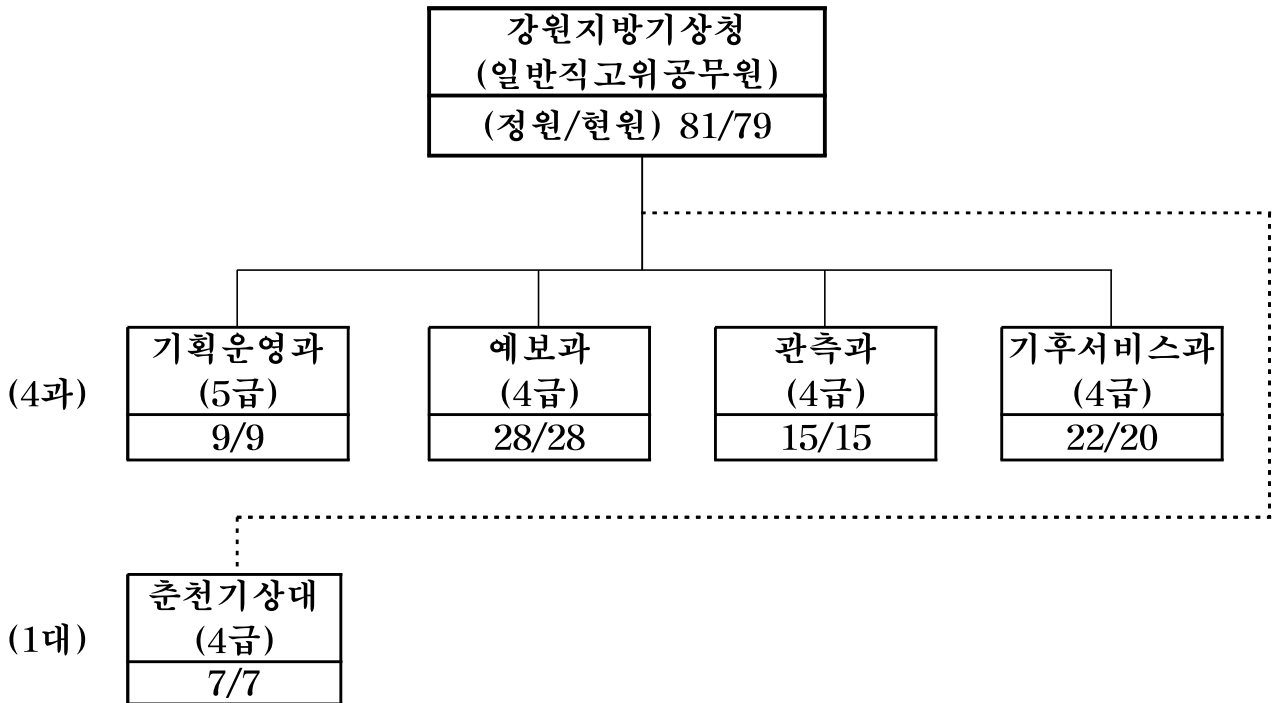 강원지방기상청
(일반직고위공무원)
(정원/현원) 81/79
기획운영과
예보과
관측과
기후서비스과
(4과)
(5급)
(4급)
(4급)
(4급)
9/9
28/28
15/15
22/20
춘천기상대
(1대)
(4급)
7/7